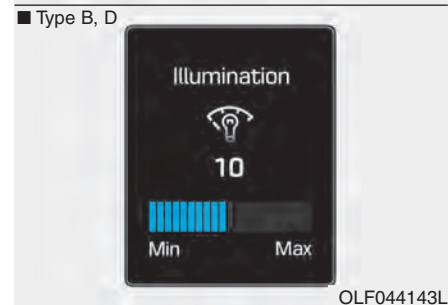 ■ Type B, D
Illumination
10
Min Max
OLF044143L